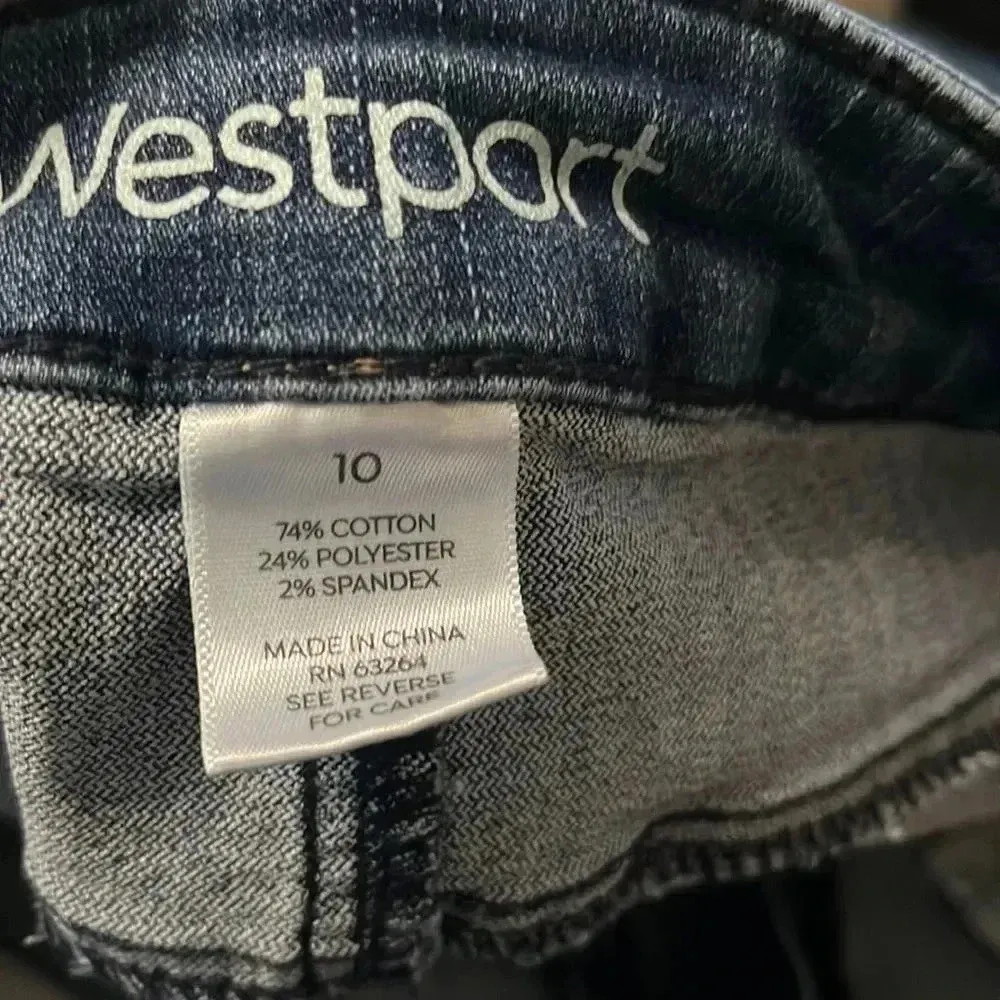 westport
10
74% COTTON
24% POLYESTER
2% SPANDEX
MADE IN CHINA
RN 63264
SEE REVERSE
FOR CARE